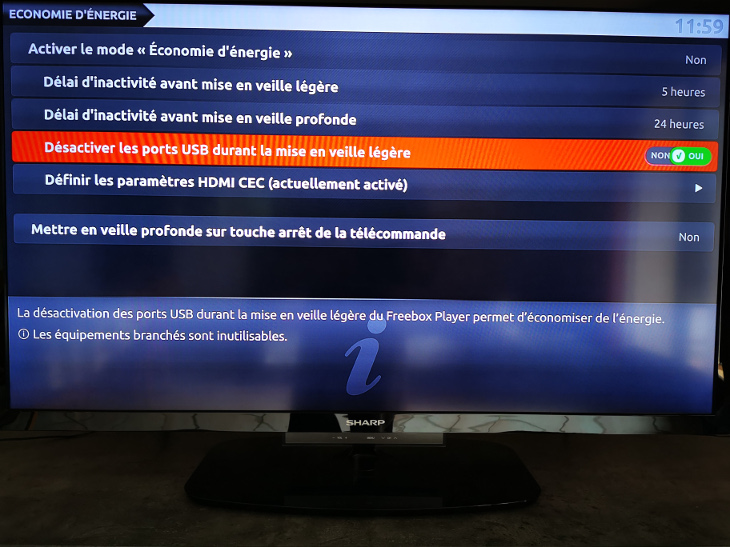 ECONOMIE D'ÉNERGIE
11:59
Activer le mode « Économie d'énergie »
Non
Délai d'inactivité avant mise en veille légère
5 heures
Délai d'inactivité avant mise en veille profonde
24 heures
Désactiver les ports USB durant la mise en veille légère
NON OUI
Définir les paramètres HDMI CEC (actuellement activé)
Mettre en veille profonde sur touche arrêt de la télécommande
Non
La désactivation des ports USB durant la mise en veille légère du Freebox Player permet d'économiser de l'énergie.
Les équipements branchés sont inutilisables.
SHARP